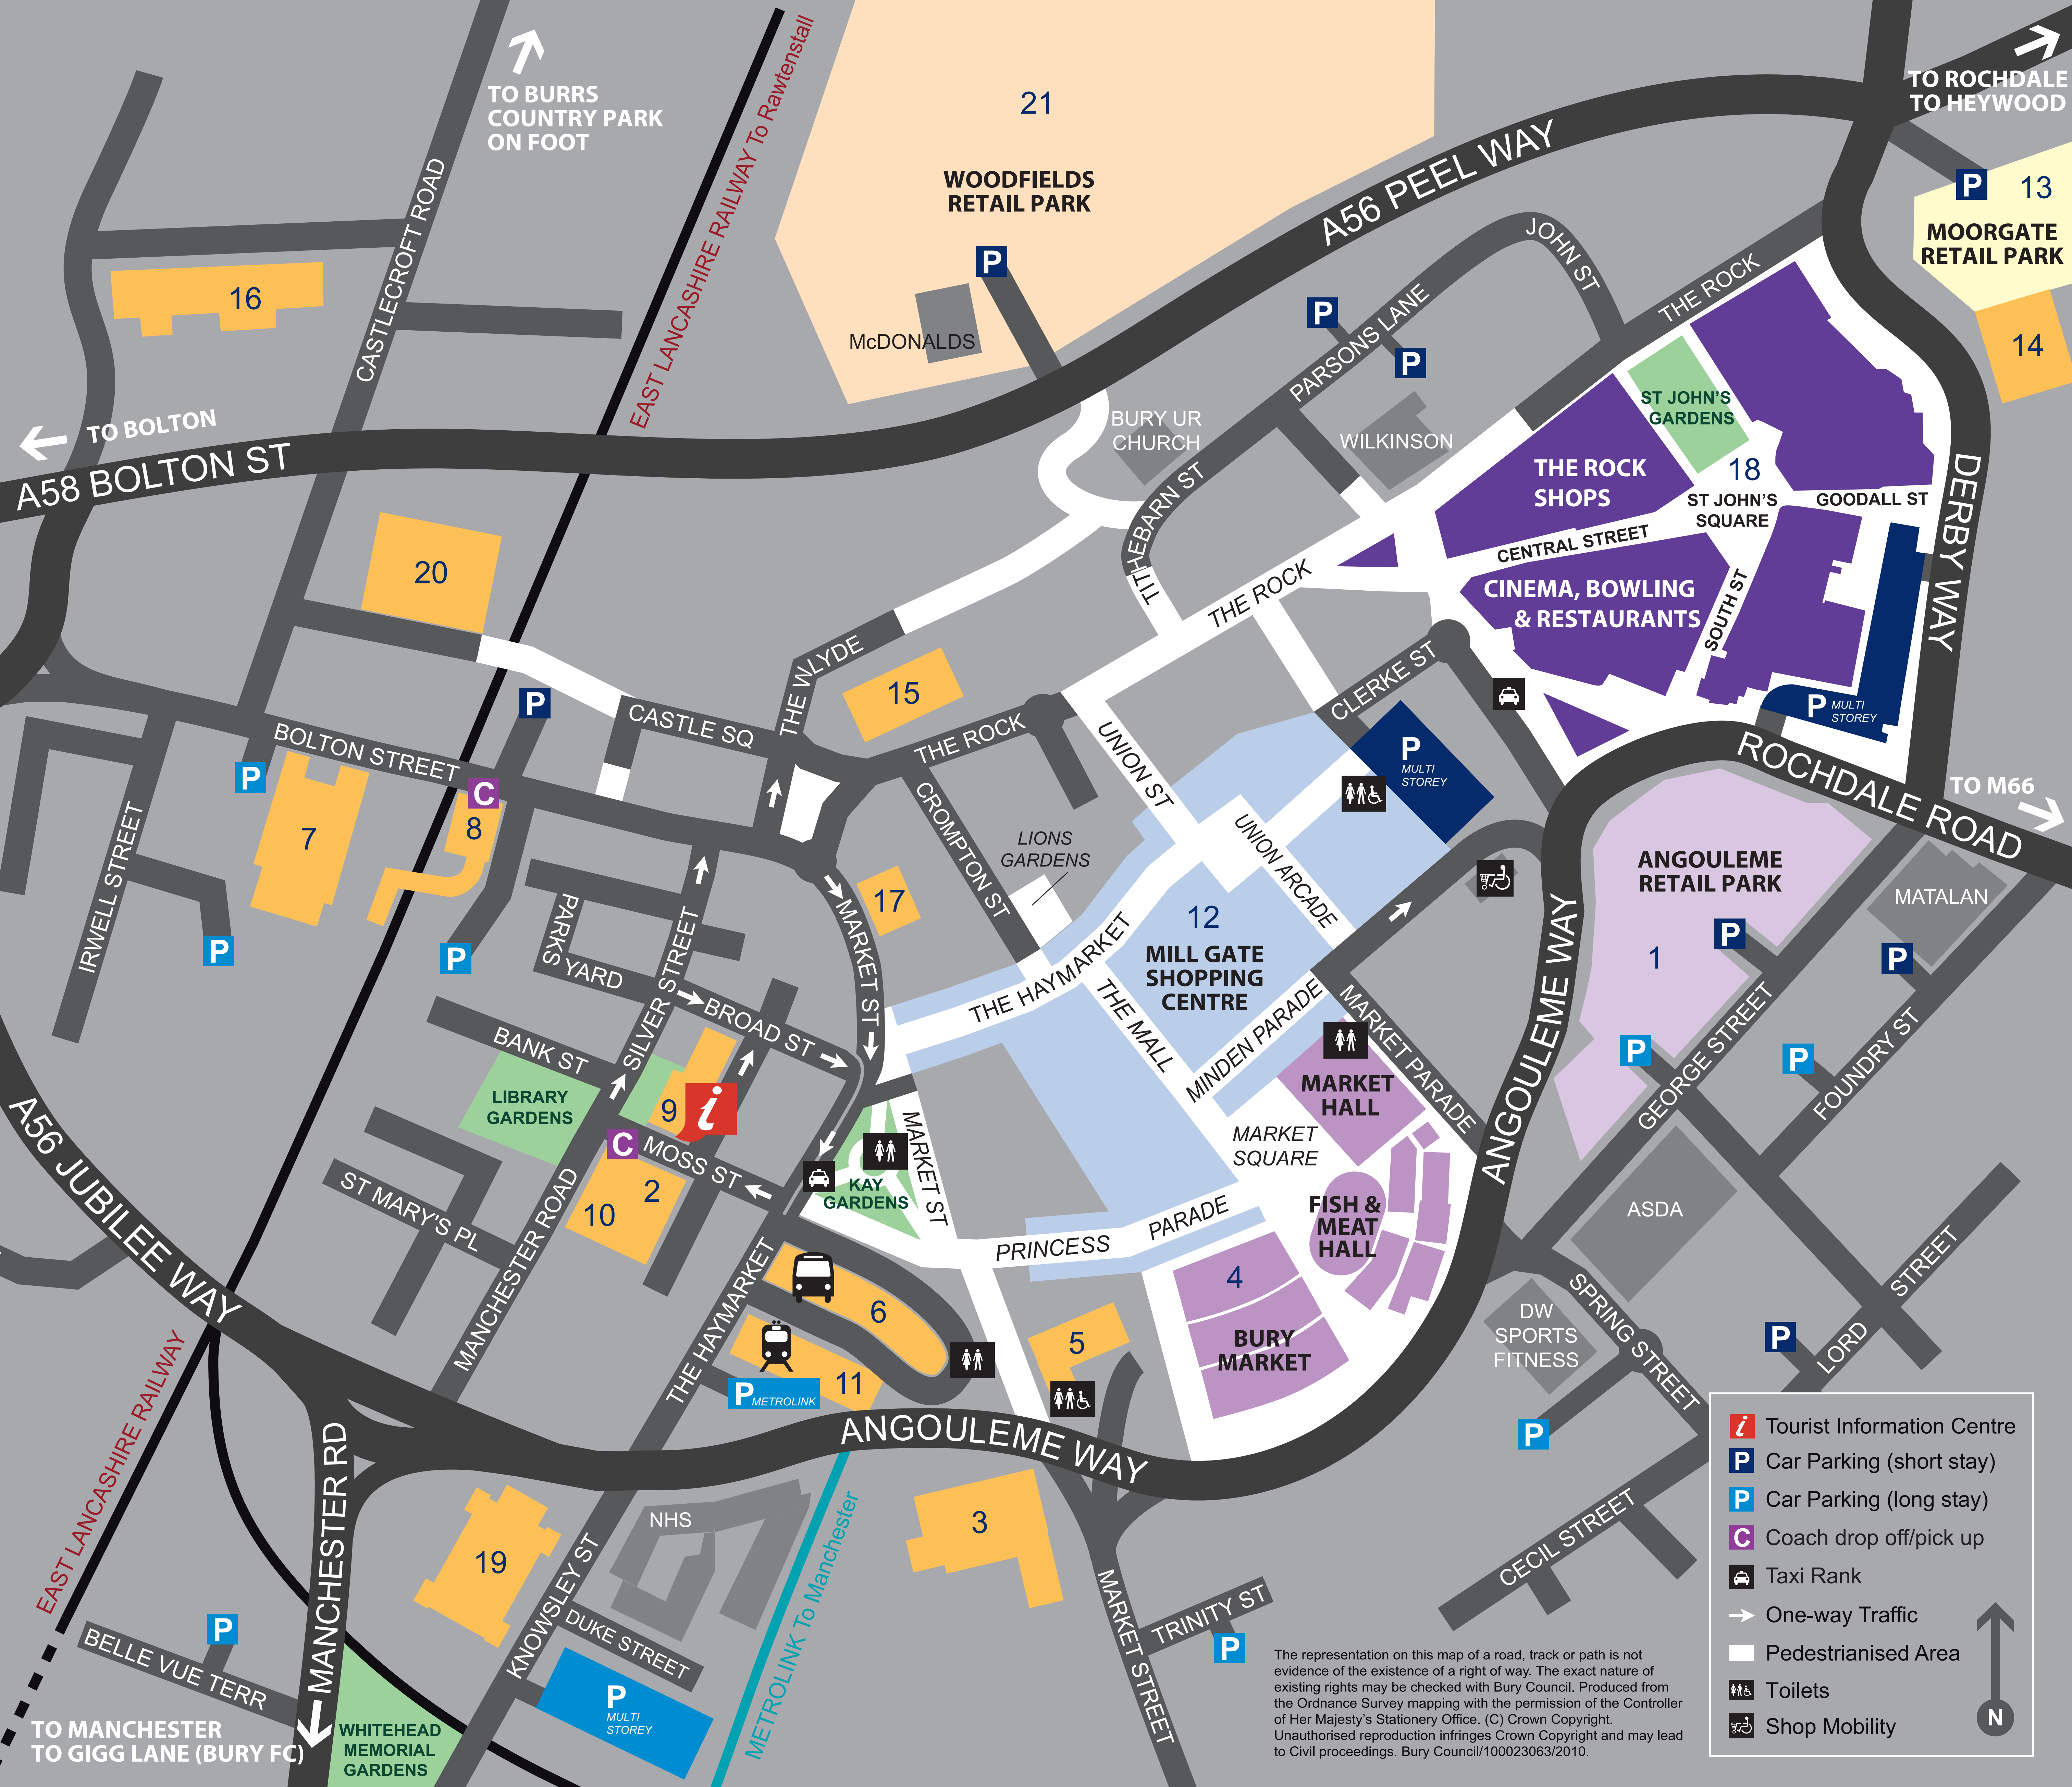 TO BURRS
COUNTRY PARK
ON FOOT
EAST LANCASHIRE RAILWAY To Rawtenstall
21
WOODFIELDS
RETAIL PARK
P
McDONALDS
A56 PEEL WAY
TO ROCHDALE
TO HEYWOOD
P
13
MOORGATE
RETAIL PARK
14
16
CASTLECROFT ROAD
TO BOLTON
A58 BOLTON ST
JOHN ST
P
P
PARSONS LANE
THE ROCK
BURY UR
CHURCH
WILKINSON
TITHEBARN ST
ST JOHN'S
GARDENS
THE ROCK
SHOPS
18
ST JOHN'S
SQUARE
GOODALL ST
CENTRAL STREET
CINEMA, BOWLING
& RESTAURANTS
SOUTH ST
DERBY WAY
P MULTI
STOREY
20
P
CASTLE SQ
THE WLYDE
15
THE ROCK
THE ROCK
CLERKE ST
P
MULTI
STOREY
UNION ST
UNION ARCADE
ROCHDALE ROAD
TO M66
BOLTON STREET
P
C
7
8
IRWELL STREET
P
P
CROMPTON ST
LIONS
GARDENS
17
MARKET ST
PARKS
YARD
SILVER STREET
BROAD ST
BANK ST
THE HAYMARKET
THE MALL
12
MILL GATE
SHOPPING
CENTRE
MINDEN PARADE
MARKET PARADE
MARKET
HALL
MARKET
SQUARE
FISH &
MEAT
HALL
ANGOULEME WAY
ANGOULEME
RETAIL PARK
1
P
MATALAN
P
P
P
GEORGE STREET
FOUNDRY ST
ASDA
LIBRARY
GARDENS
9
i
C
MOSS ST
2
10
ST MARY'S PL
MANCHESTER ROAD
KAY
GARDENS
MARKET ST
PRINCESS
PARADE
4
BURY
MARKET
5
6
11
P METROLINK
THE HAYMARKET
ANGOULEME WAY
A56 JUBILEE WAY
DW
SPORTS
FITNESS
SPRING STREET
P
P
LORD
STREET
CECIL STREET
EAST LANCASHIRE RAILWAY
MANCHESTER RD
19
NHS
KNOWSLEY ST
DUKE STREET
P
MULTI
STOREY
METROLINK To Manchester
3
MARKET STREET
TRINITY ST
P
P
BELLE VUE TERR
TO MANCHESTER
TO GIGG LANE (BURY FC)
WHITEHEAD
MEMORIAL
GARDENS
The representation on this map of a road, track or path is not
evidence of the existence of a right of way. The exact nature of
existing rights may be checked with Bury Council. Produced from
the Ordnance Survey mapping with the permission of the Controller
of Her Majesty's Stationery Office. (C) Crown Copyright.
Unauthorised reproduction infringes Crown Copyright and may lead
to Civil proceedings. Bury Council/100023063/2010.
i Tourist Information Centre
P Car Parking (short stay)
P Car Parking (long stay)
C Coach drop off/pick up
Taxi Rank
One-way Traffic
Pedestrianised Area
Toilets
Shop Mobility
N